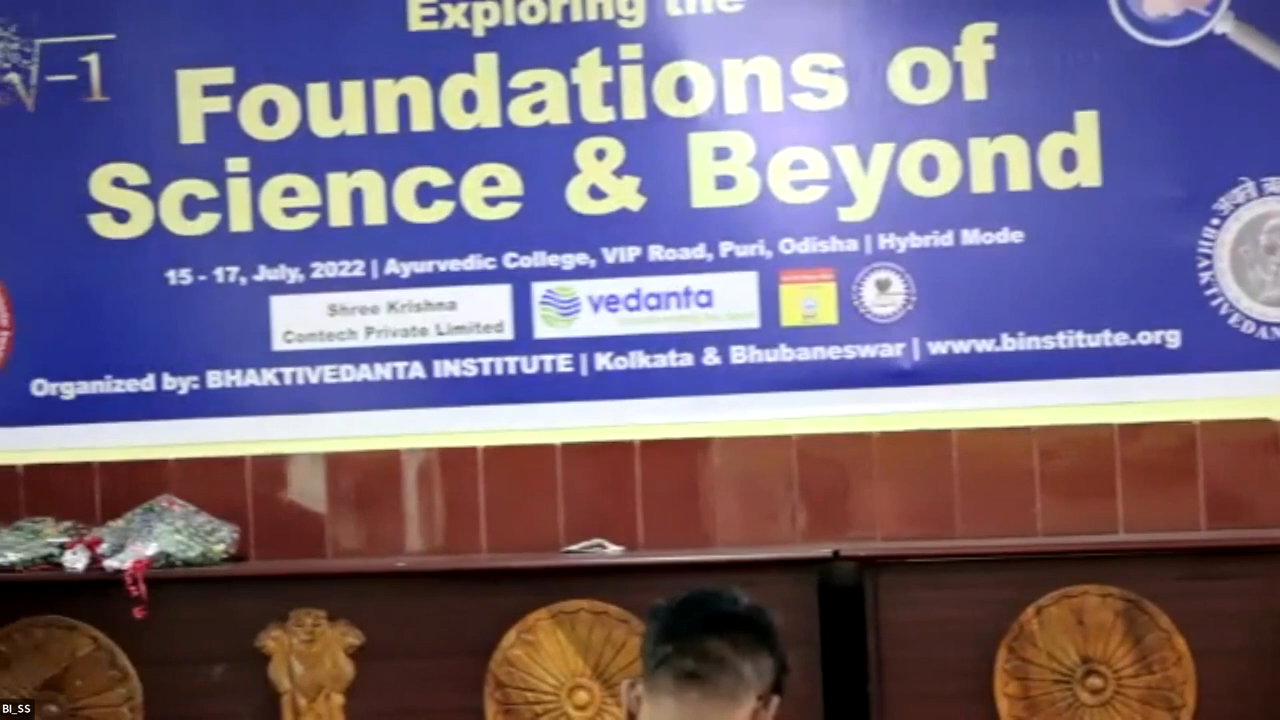 Exploring the
√-1
Foundations of
Science & Beyond
15 - 17, July, 2022 | Ayurvedic College, VIP Road, Puri, Odisha | Hybrid Mode
Shree Krishna
Contech Private Limited
vedanta
Organized by: BHAKTIVEDANTA INSTITUTE | Kolkata & Bhubaneswar | www.binstitute.org
BI_SS